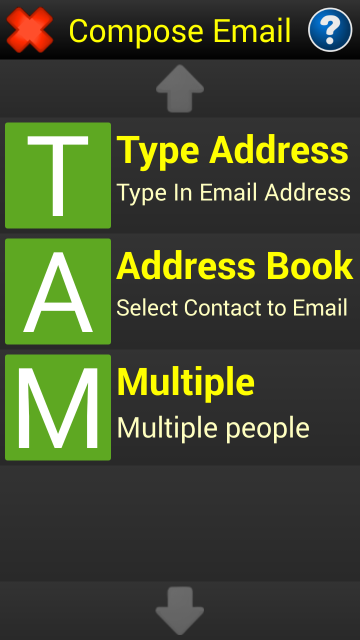 Compose Email
?
T
Type Address
Type In Email Address
A
Address Book
Select Contact to Email
M
Multiple
Multiple people